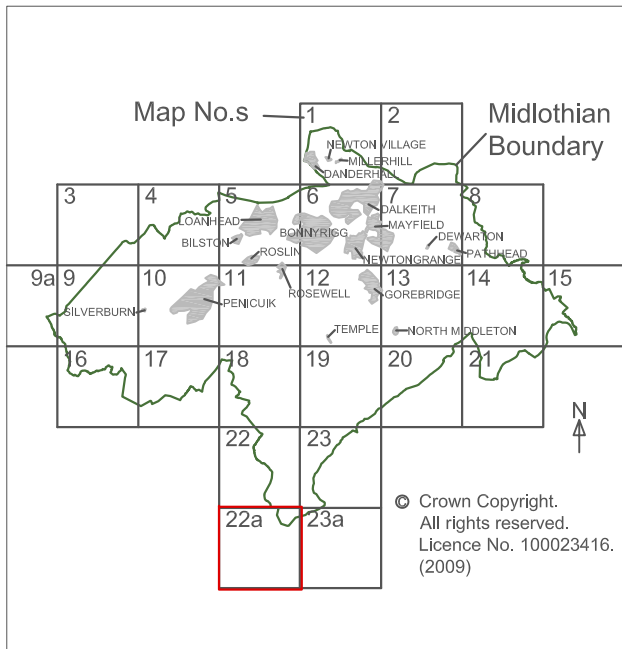 Map No.s
1
2
Midlothian
Boundary
NEWTON VILLAGE
MILLERHILL
DANDERHALL
3
4
5
6
7
8
LOANHEAD
DALKEITH
BONNYRIGG
MAYFIELD
BILSTON
DEWARTON
ROSLIN
NEWTONGRANGE
PATHHEAD
9a
9
10
11
12
13
14
15
SILVERBURN
PENICUIK
ROSEWELL
GOREBRIDGE
TEMPLE
NORTH MIDDLETON
16
17
18
19
20
21
N
22
23
22a
23a
© Crown Copyright.
All rights reserved.
Licence No. 100023416.
(2009)